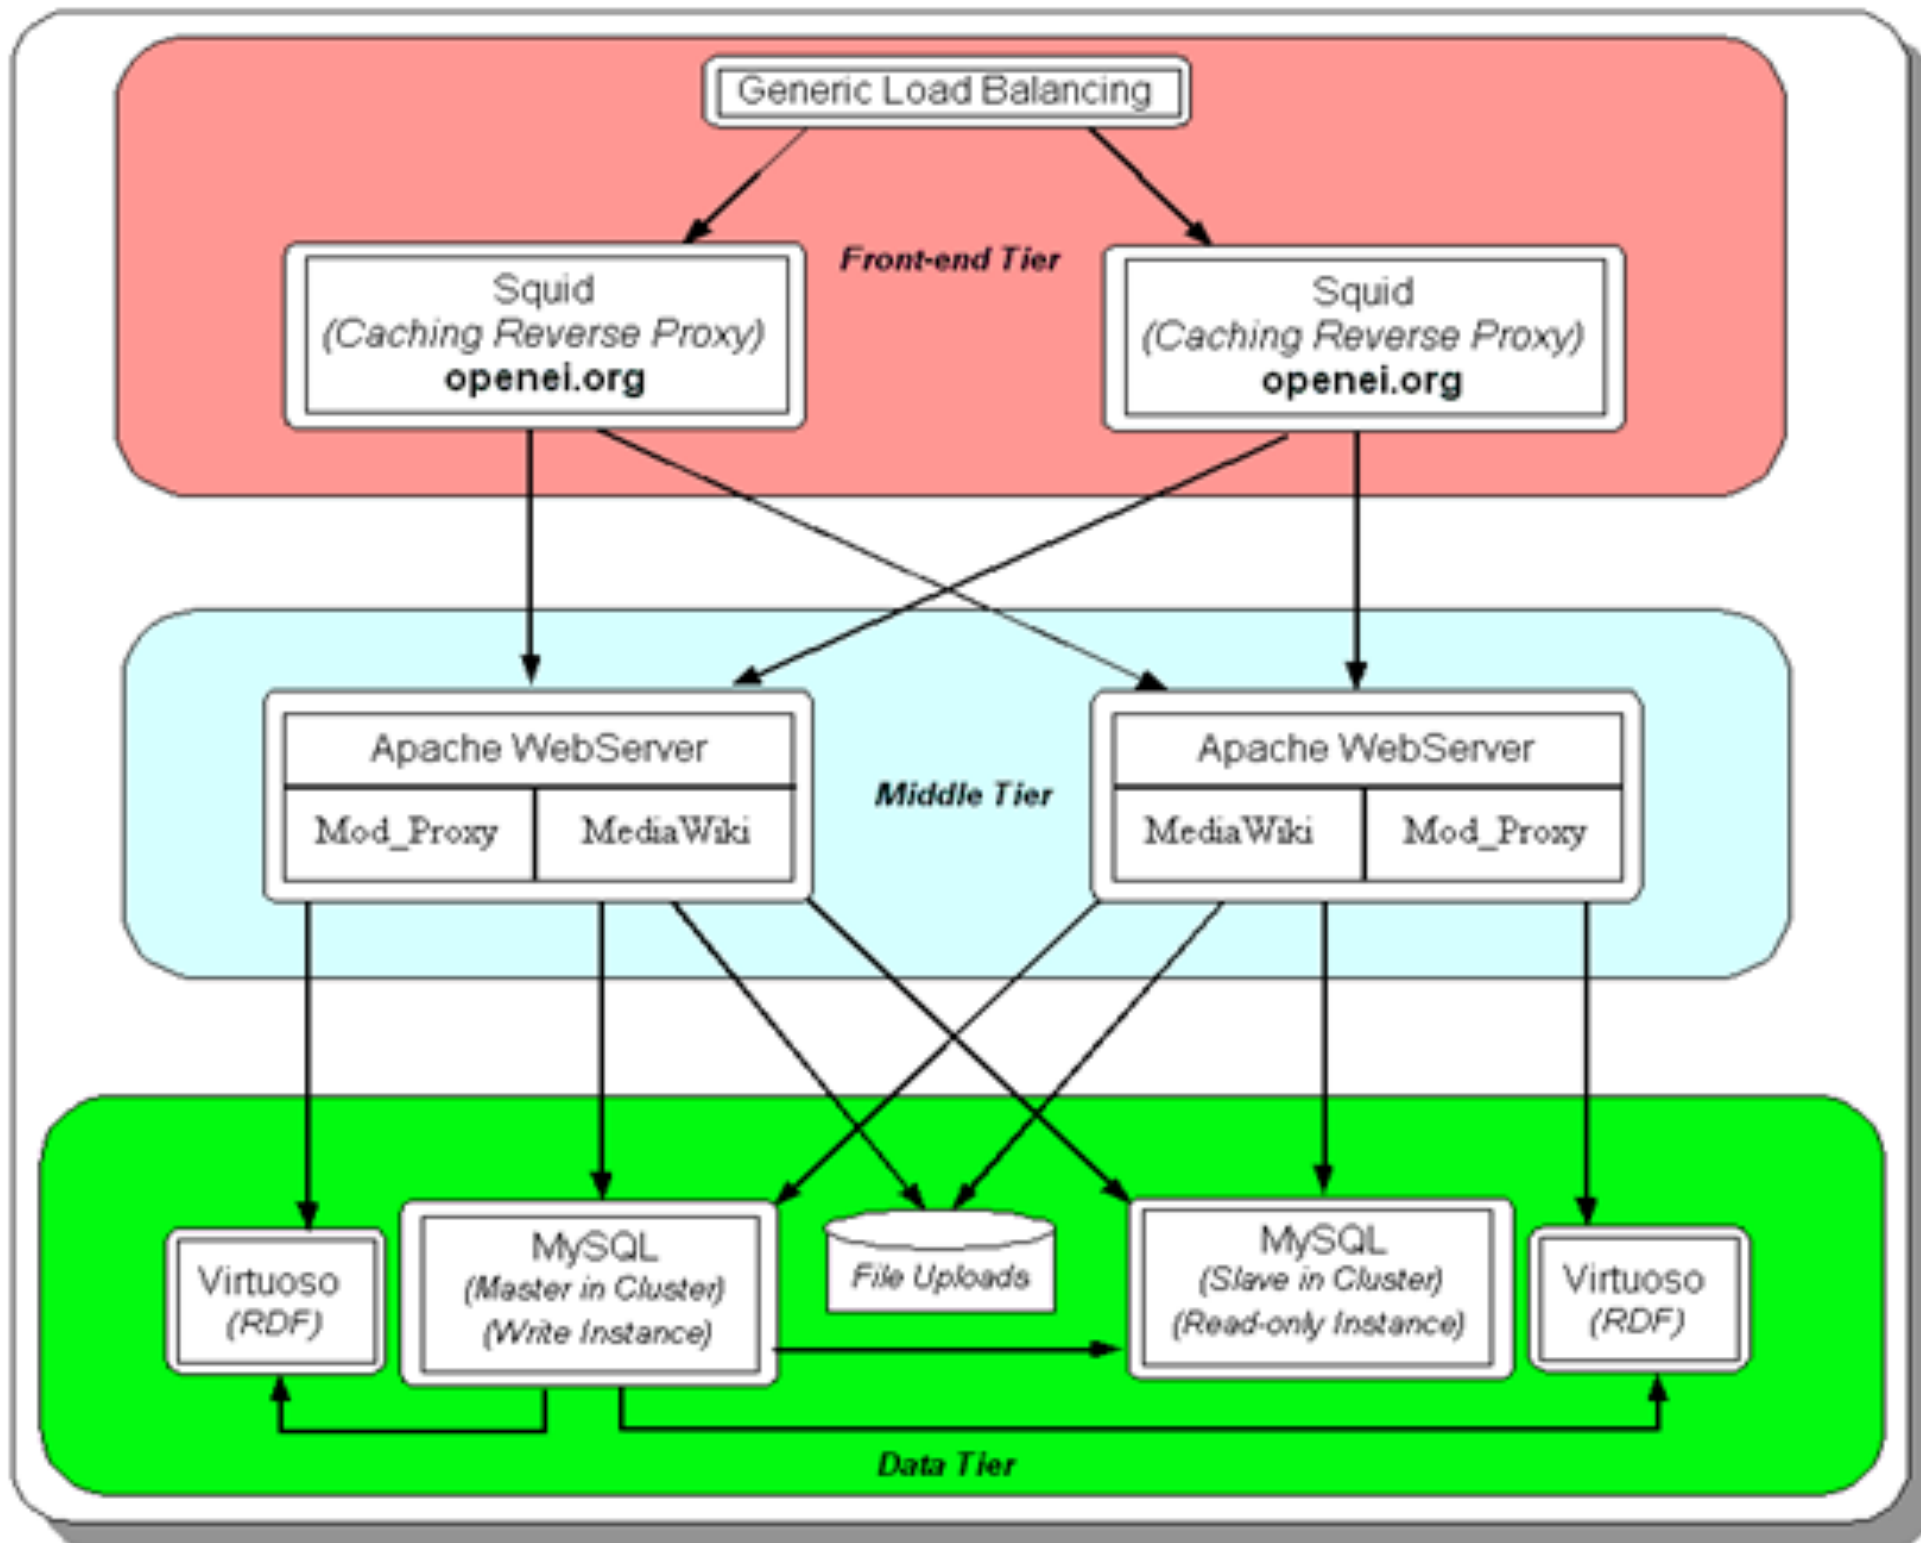 Generic Load Balancing
Front-end Tier
Squid
(Caching Reverse Proxy)
openei.org
Squid
(Caching Reverse Proxy)
openei.org
Middle Tier
Apache WebServer
Mod_Proxy
MediaWiki
Apache WebServer
MediaWiki
Mod_Proxy
Virtuoso
(RDF)
MySQL
(Master in Cluster)
(Write Instance)
File Uploads
MySQL
(Slave in Cluster)
(Read-only Instance)
Virtuoso
(RDF)
Data Tier